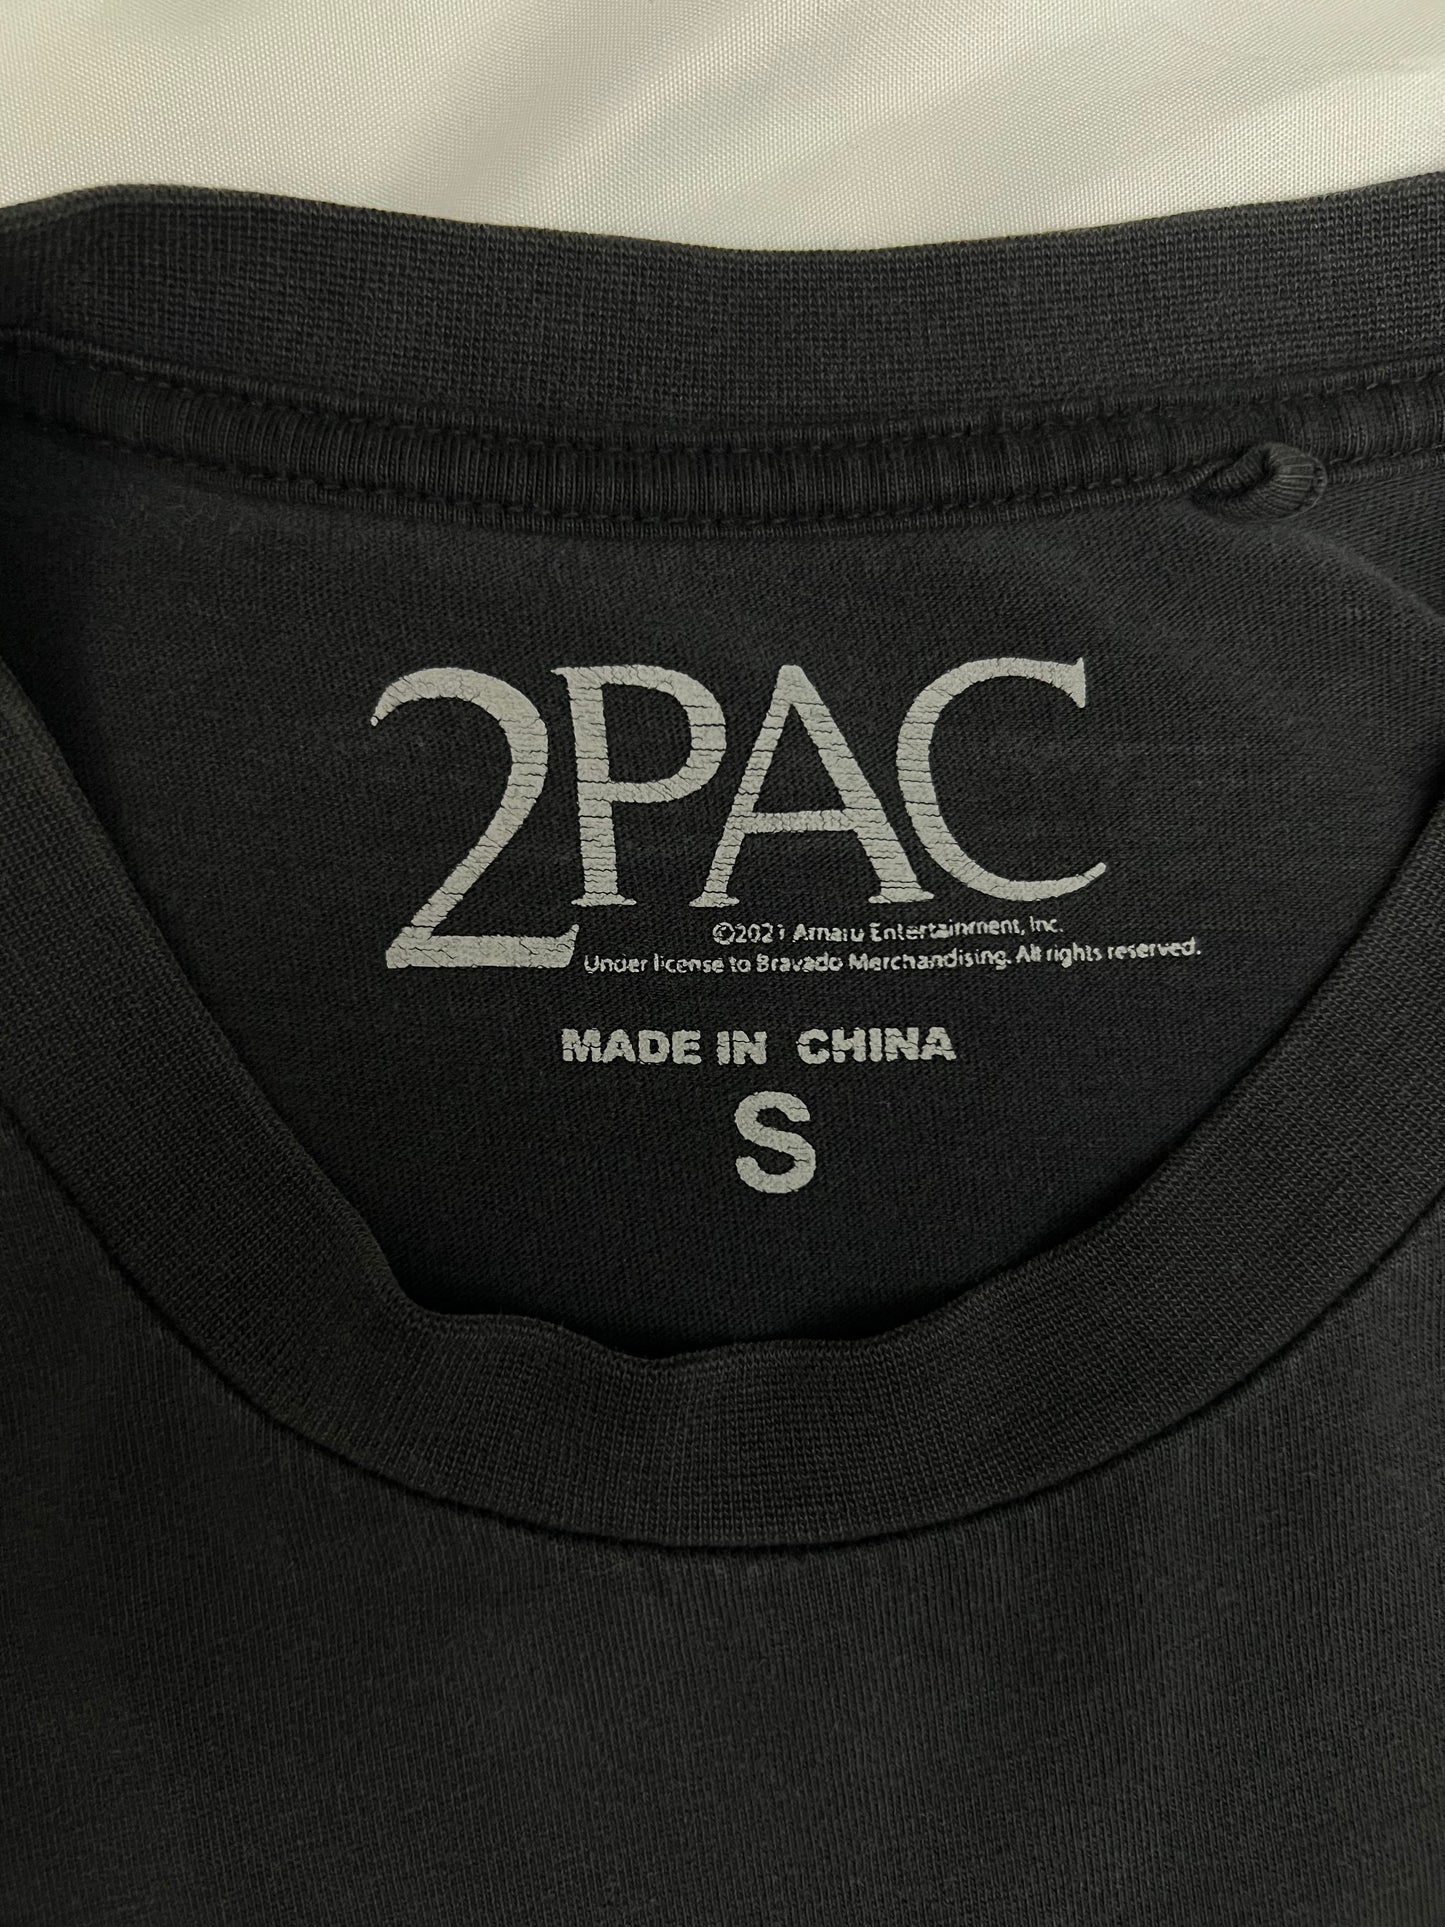 2PAC
©2021 Amaru Entertainment, Inc.
Under license to Bravado Merchandising. All rights reserved.
MADE IN CHINA
S